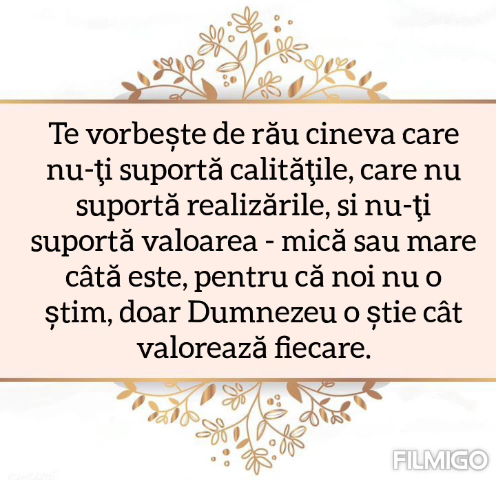 Te vorbește de rău cineva care
nu-ţi suportă calităţile, care nu
suportă realizările, si nu-ţi
suportă valoarea - mică sau mare
câtă este, pentru că noi nu o
știm, doar Dumnezeu o știe cât
valorează fiecare.
FILMIGO